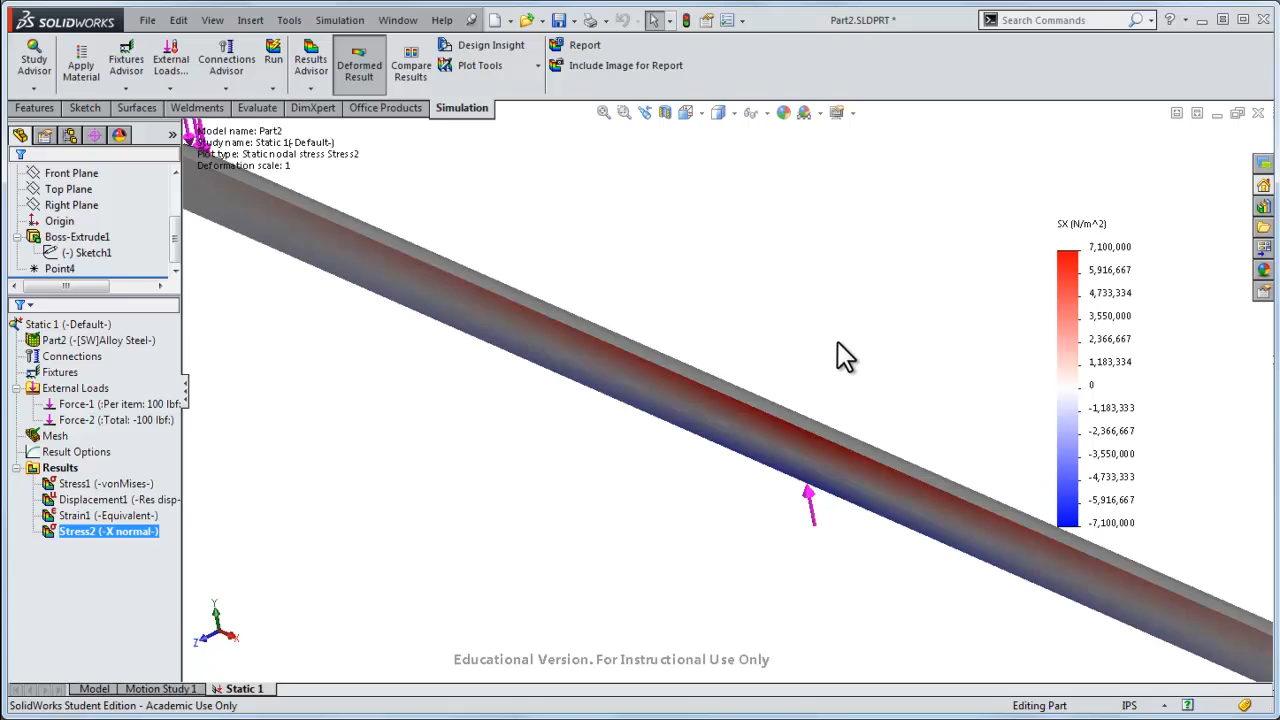 SOLIDWORKS
File Edit View Insert Tools Simulation Window Help
Part2.SLDPRT *
Search Commands
Study Advisor
Apply Material
Fixtures Advisor
External Loads...
Connections Advisor
Run
Results Advisor
Deformed Result
Compare Results
Design Insight
Plot Tools
Report
Include Image for Report
Features Sketch Surfaces Weldments Evaluate DimXpert Office Products Simulation
Front Plane
Top Plane
Right Plane
Origin
Boss-Extrude1
(-) Sketch1
Point4
Static 1 (-Default-)
Part2 (-[SW]Alloy Steel-)
Connections
Fixtures
External Loads
Force-1 (:Per item: 100 lbf:
Force-2 (:Total: -100 lbf:)
Mesh
Result Options
Results
Stress1 (-vonMises-)
Displacement1 (-Res disp-
Strain1 (-Equivalent-)
Stress2 (-X normal-)
Model name: Part2
Study name: Static 1(-Default-)
Plot type: Static nodal stress Stress2
Deformation scale: 1
SX (N/m^2)
7,100,000
5,916,667
4,733,334
3,550,000
2,366,667
1,183,334
0
-1,183,333
-2,366,667
-3,550,000
-4,733,333
-5,916,667
-7,100,000
Y
Z
X
Educational Version. For Instructional Use Only
Model Motion Study 1 Static 1
SolidWorks Student Edition - Academic Use Only
Editing Part
IPS